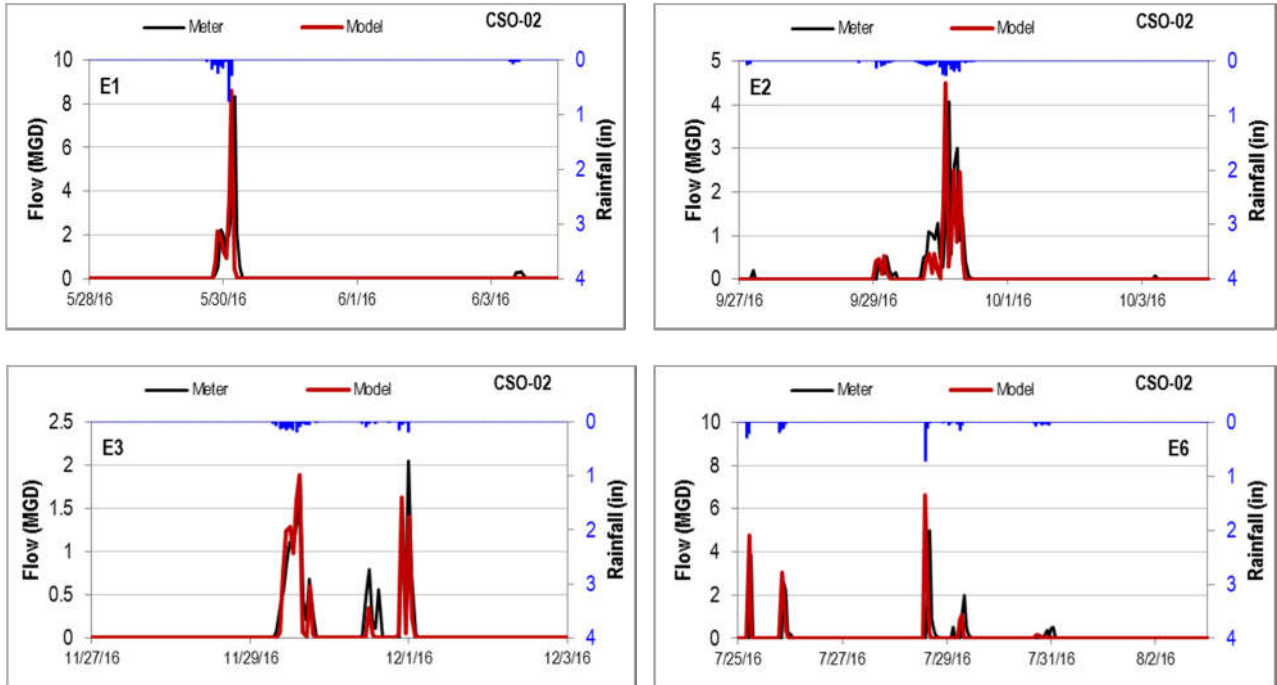 Meter Model CSO-02
E1
Flow (MGD)
10
8
6
4
2
0
0
1
2
3
4
Rainfall (in)
5/28/16 5/30/16 6/1/16 6/3/16
Meter Model CSO-02
E2
Flow (MGD)
5
4
3
2
1
0
0
1
2
3
4
Rainfall (in)
9/27/16 9/29/16 10/1/16 10/3/16
Meter Model CSO-02
E3
Flow (MGD)
2.5
2
1.5
1
0.5
0
0
1
2
3
4
Rainfall (in)
11/27/16 11/29/16 12/1/16 12/3/16
Meter Model CSO-02
E6
Flow (MGD)
10
8
6
4
2
0
0
1
2
3
4
Rainfall (in)
7/25/16 7/27/16 7/29/16 7/31/16 8/2/16